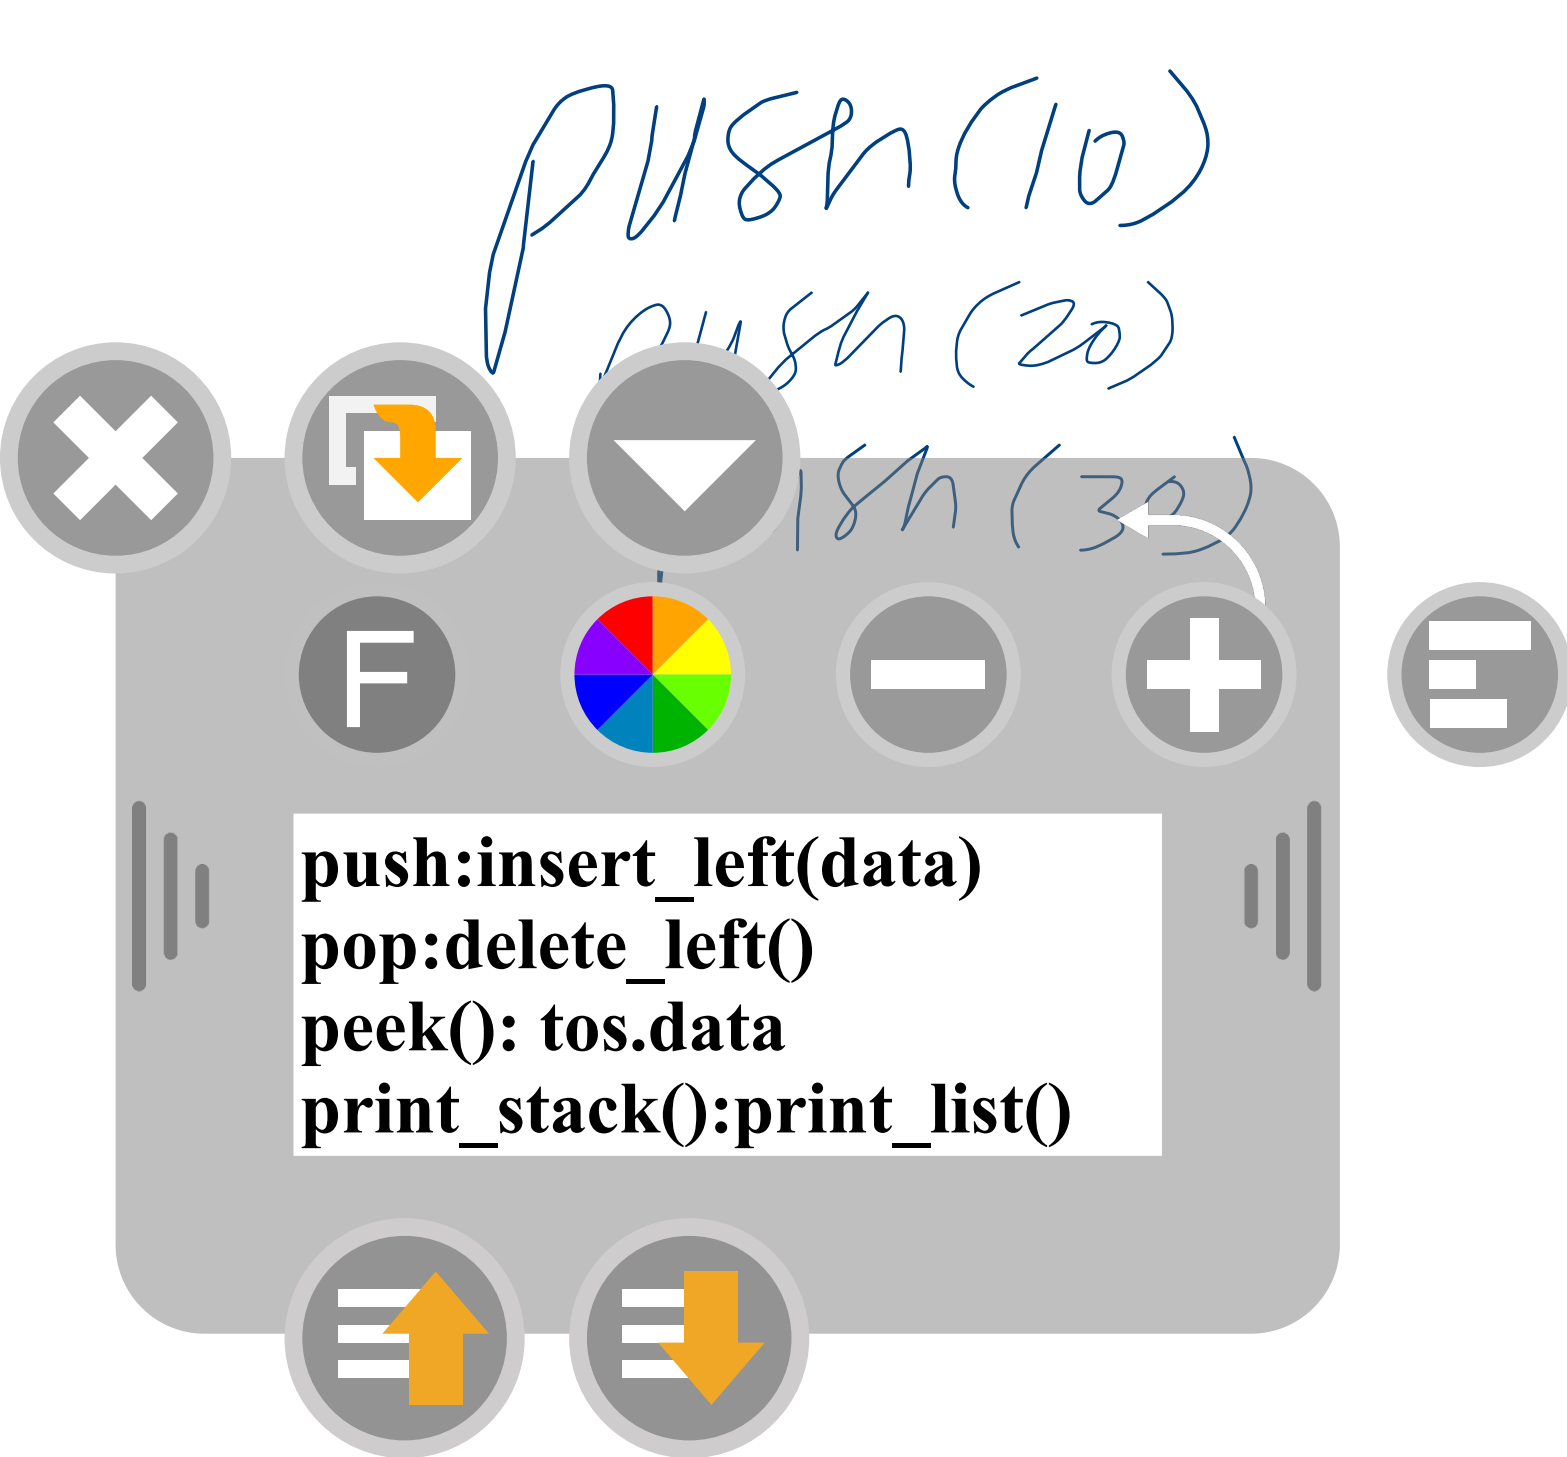 push(10)
push(20)
push(30)
F
push:insert_left(data)
pop:delete_left()
peek(): tos.data
print_stack():print_list()